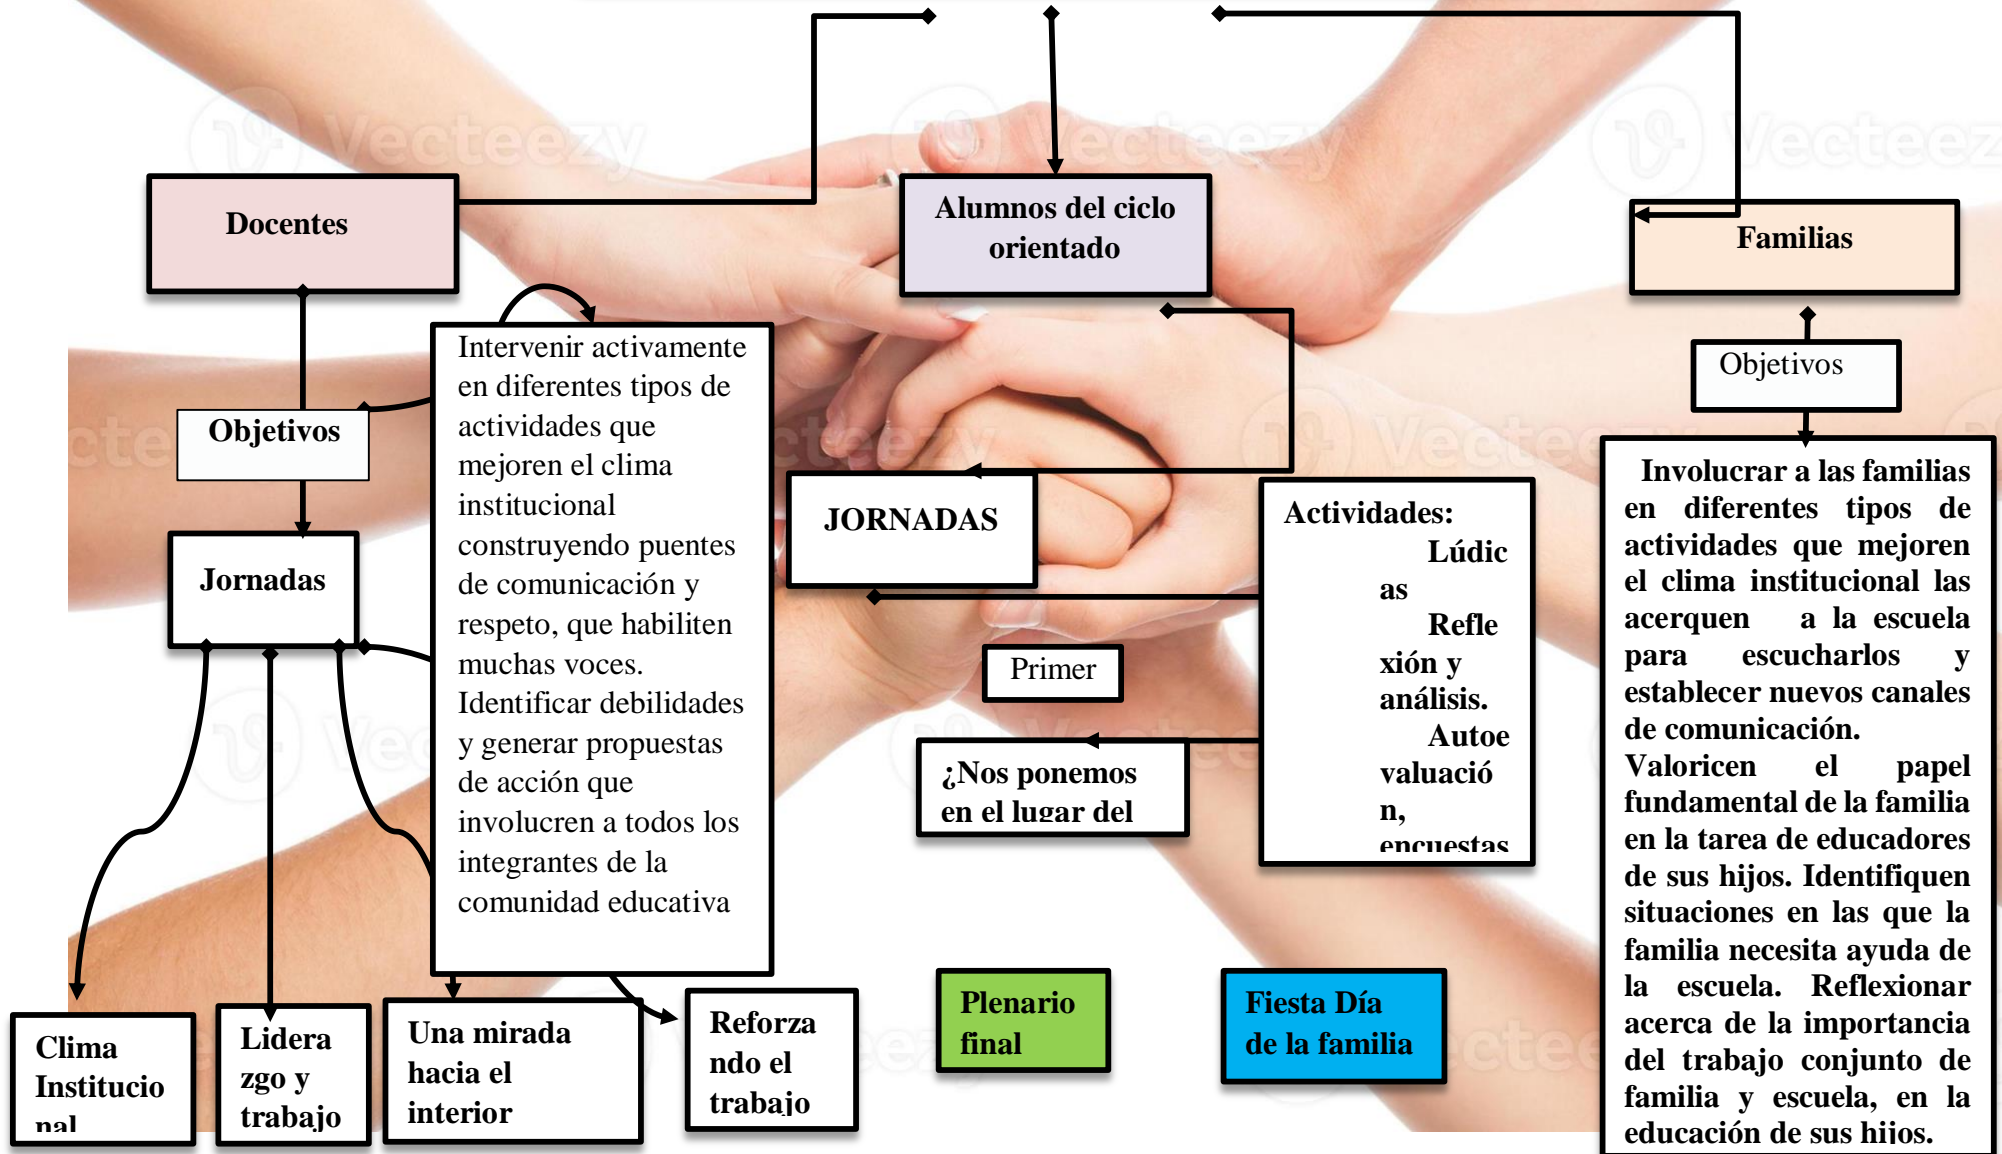 Docentes
Alumnos del ciclo
orientado
Familias
Objetivos
Intervenir activamente
en diferentes tipos de
actividades que
mejoren el clima
institucional
construyendo puentes
de comunicación y
respeto, que habiliten
muchas voces.
Identificar debilidades
y generar propuestas
de acción que
involucren a todos los
integrantes de la
comunidad educativa
Jornadas
Clima
Institucio
nal
Lidera
zgo y
trabajo
Una mirada
hacia el
interior
Reforza
ndo el
trabajo
JORNADAS
Actividades:
Lúdic
as
Refle
xión y
análisis.
Autoe
valuació
n,
encuestas
Primer
¿Nos ponemos
en el lugar del
Plenario
final
Fiesta Día
de la familia
Objetivos
Involucrar a las familias
en diferentes tipos de
actividades que mejoren
el clima institucional las
acerquen a la escuela
para escucharlos y
establecer nuevos canales
de comunicación.
Valoricen el papel
fundamental de la familia
en la tarea de educadores
de sus hijos. Identifiquen
situaciones en las que la
familia necesita ayuda de
la escuela. Reflexionar
acerca de la importancia
del trabajo conjunto de
familia y escuela, en la
educación de sus hijos.
Vecteezy
Vecteezy
Vecteez